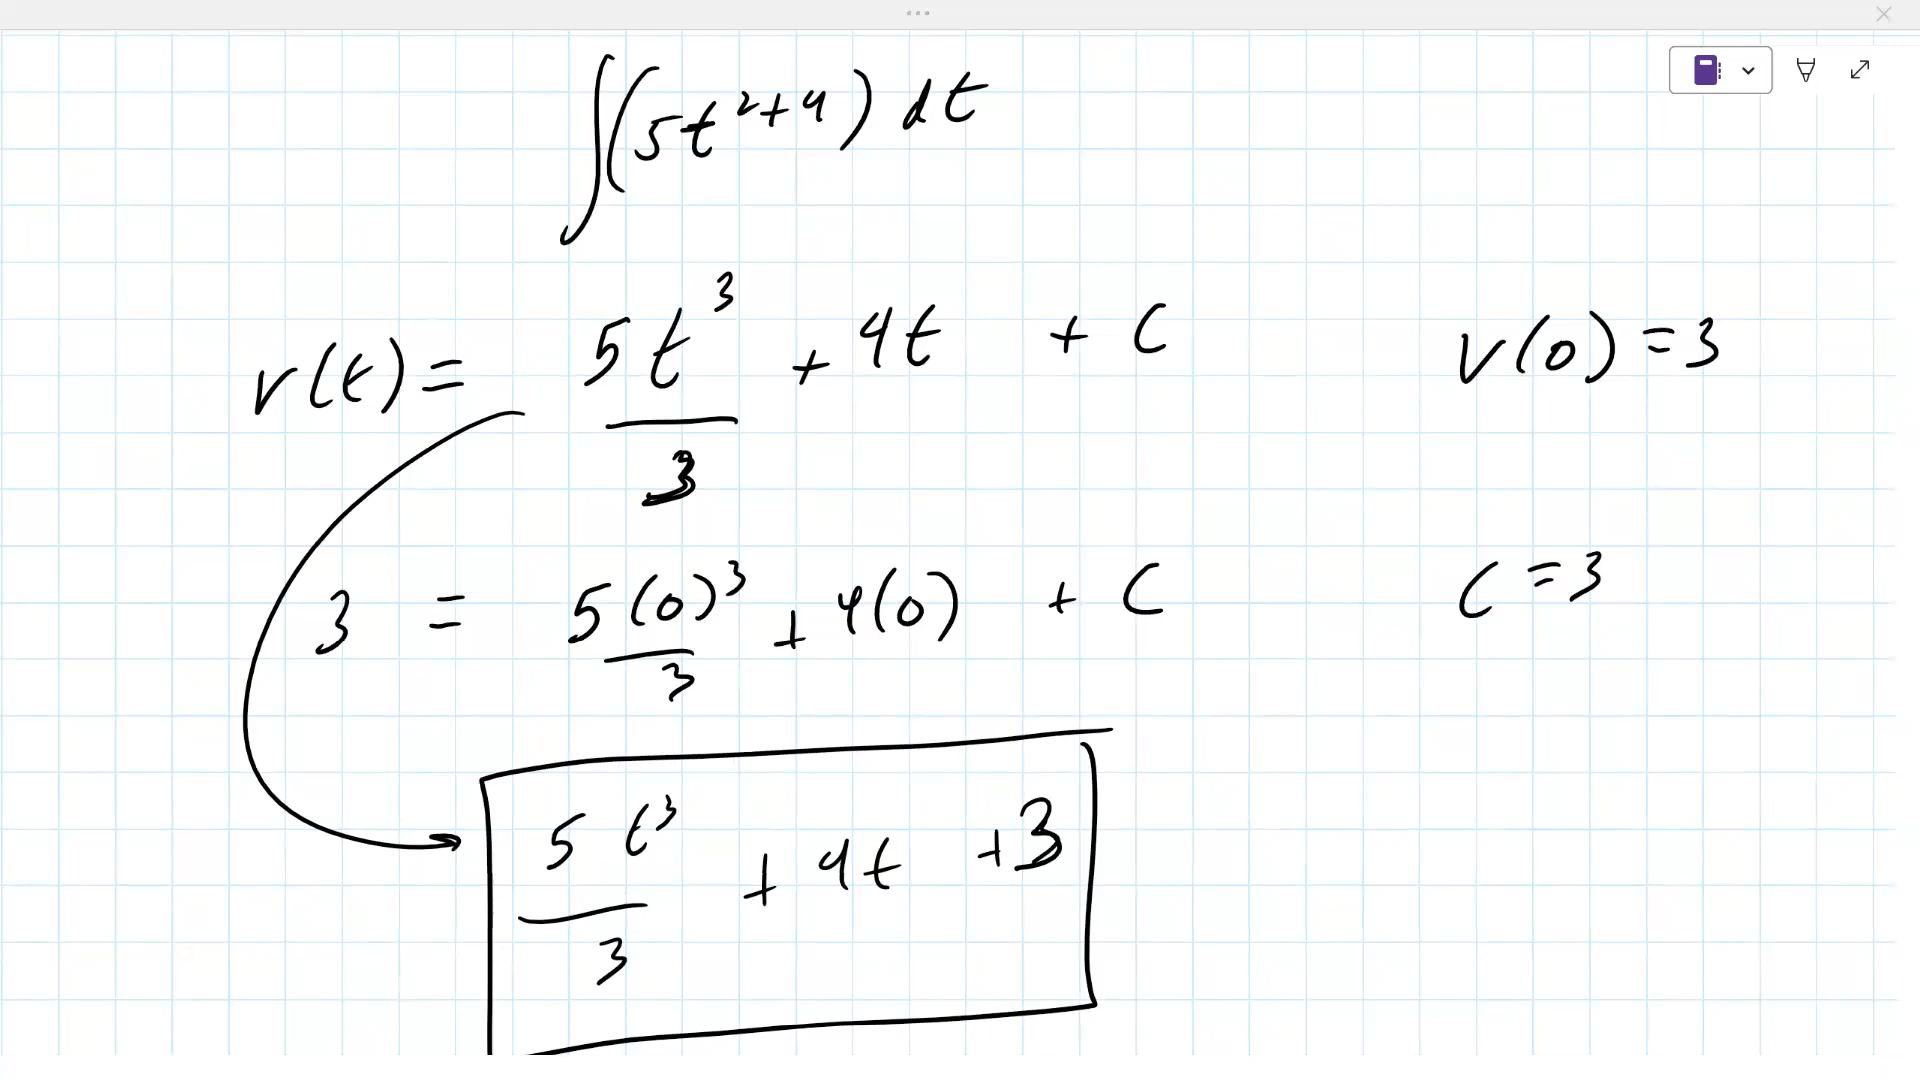 ∫(5t²+4) dt
v(t) = 5t³/3 + 4t + C
v(0) = 3
3 = 5(0)³/3 + 4(0) + C
C = 3
5t³/3 + 4t + 3